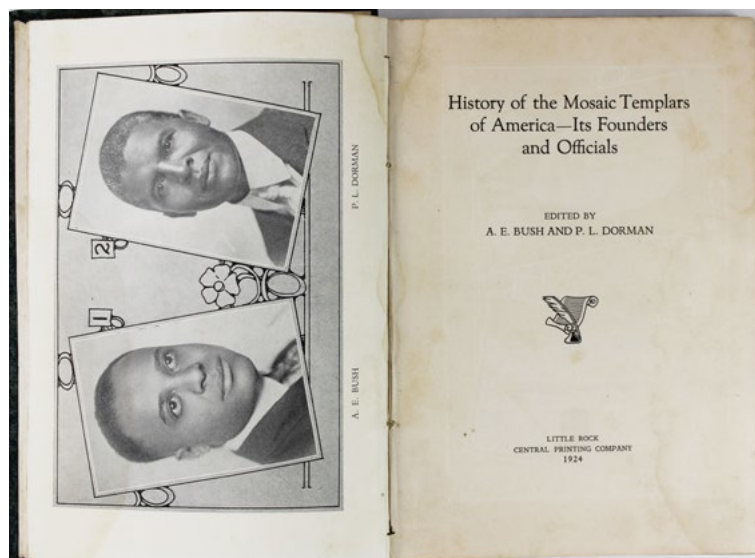 1
2
A. E. BUSH
P. L. DORMAN
History of the Mosaic Templars
of America—Its Founders
and Officials
EDITED BY
A. E. BUSH AND P. L. DORMAN
LITTLE ROCK
CENTRAL PRINTING COMPANY
1924